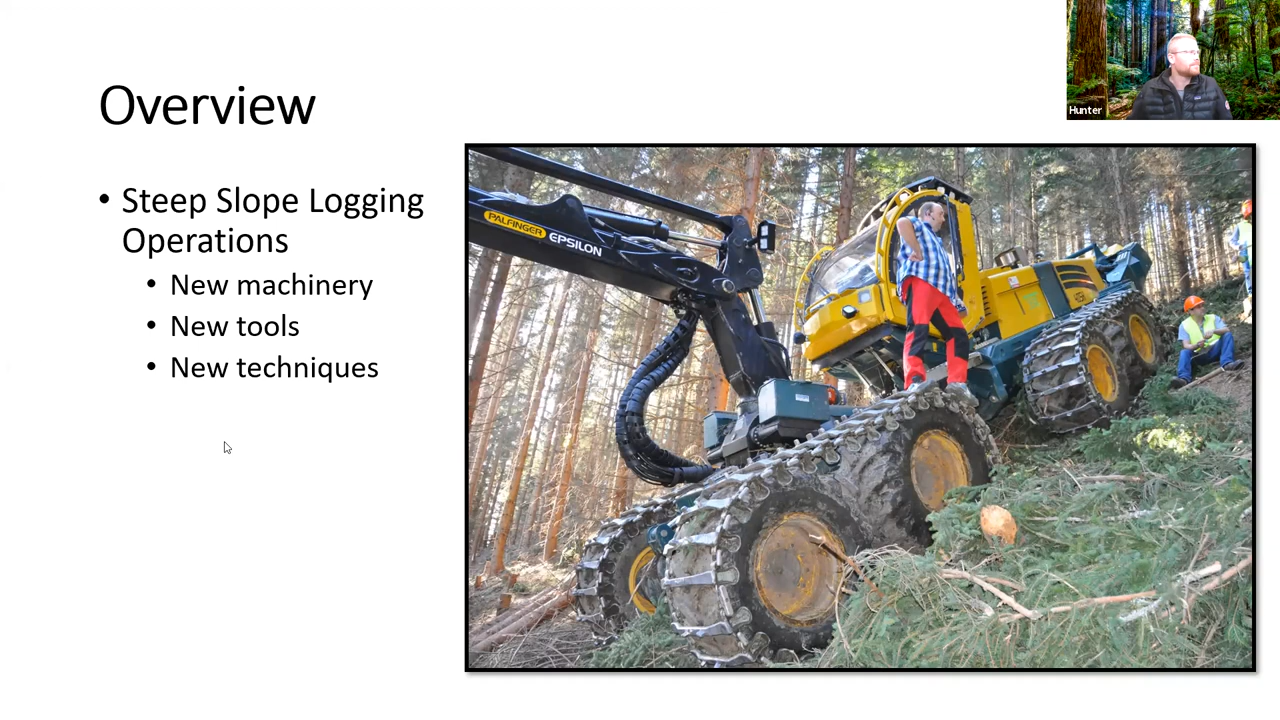 Overview
Hunter
• Steep Slope Logging
Operations
• New machinery
• New tools
• New techniques
PALFINGER EPSILON